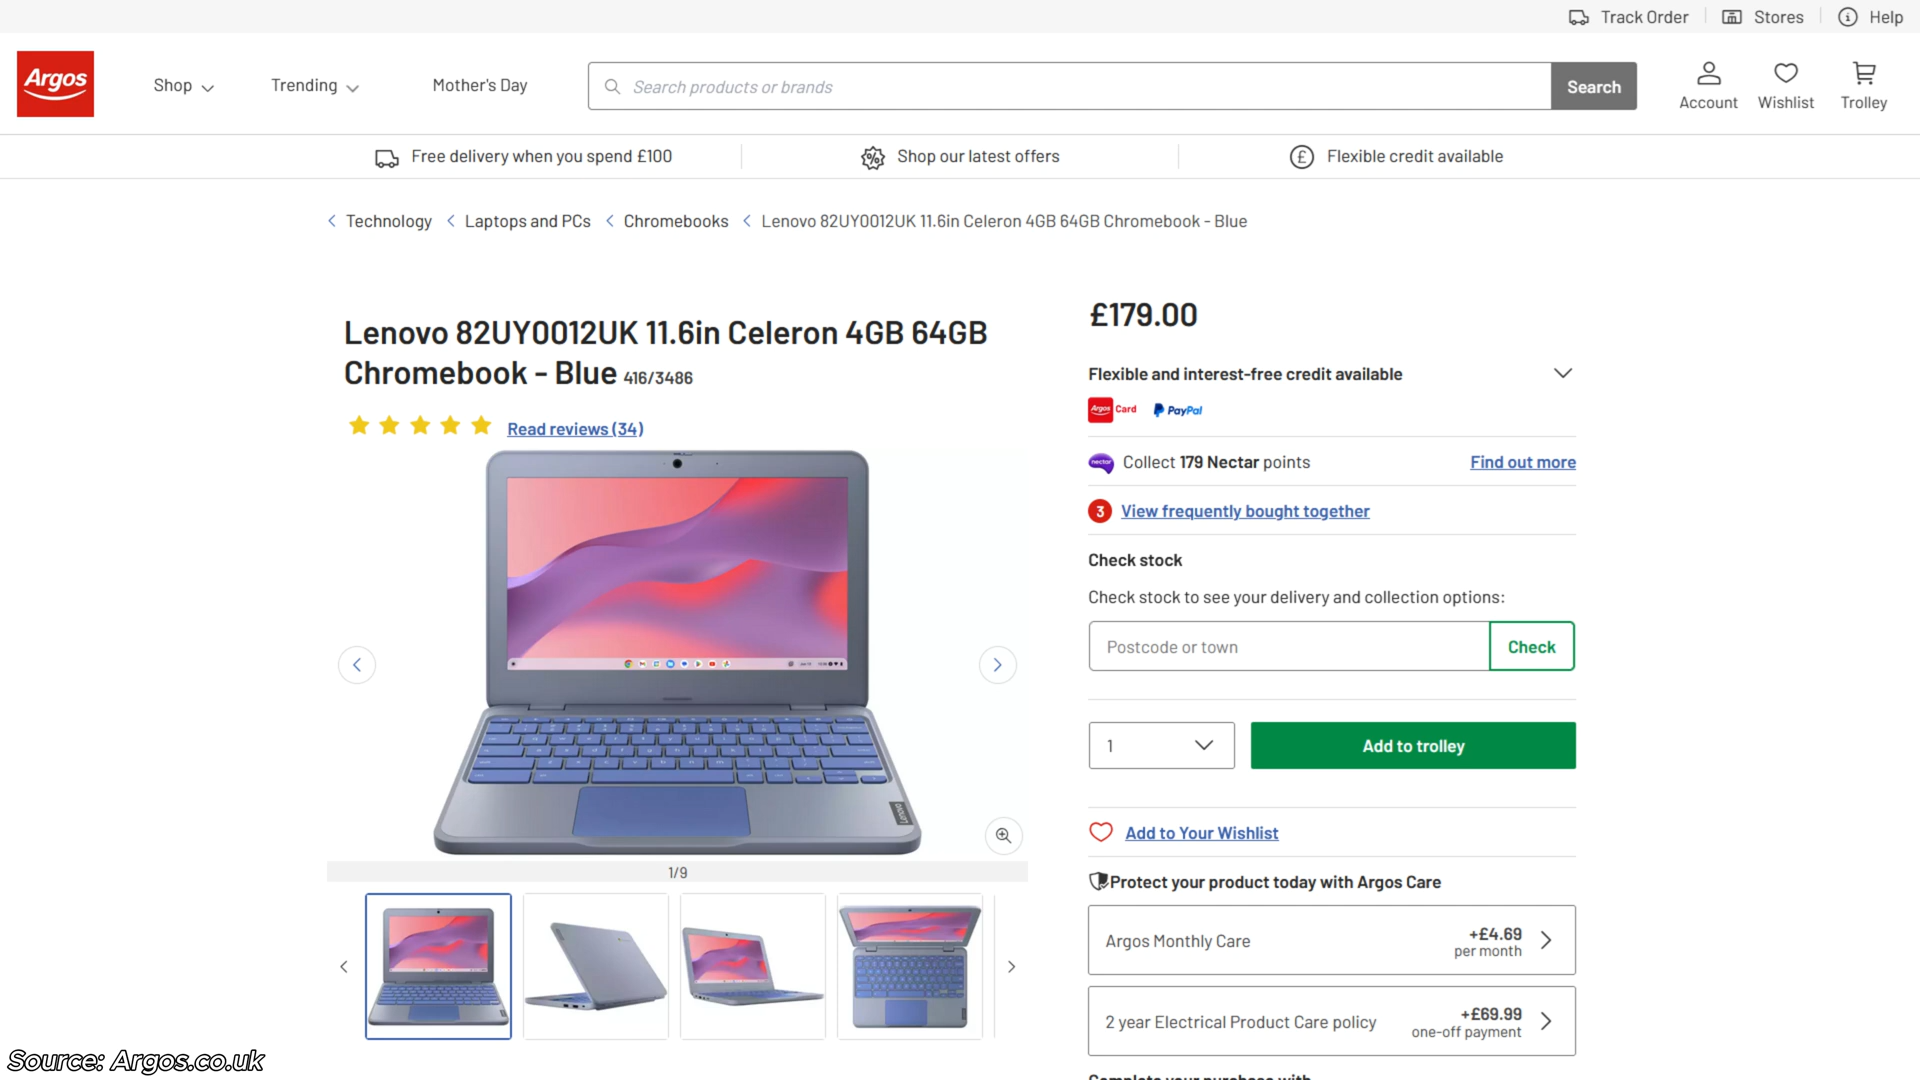 Track Order
Stores
Help
Argos
Shop
Trending
Mother's Day
Search products or brands
Search
Account
Wishlist
Trolley
Free delivery when you spend £100
Shop our latest offers
Flexible credit available
Technology
Laptops and PCs
Chromebooks
Lenovo 82UY0012UK 11.6in Celeron 4GB 64GB Chromebook - Blue
Lenovo 82UY0012UK 11.6in Celeron 4GB 64GB
Chromebook - Blue 416/3486
Read reviews (34)
Lenovo
1/9
£179.00
Flexible and interest-free credit available
Argos Card
PayPal
nectar
Collect 179 Nectar points
Find out more
3
View frequently bought together
Check stock
Check stock to see your delivery and collection options:
Postcode or town
Check
1
Add to trolley
Add to Your Wishlist
Protect your product today with Argos Care
Argos Monthly Care
+£4.69
per month
2 year Electrical Product Care policy
+£69.99
one-off payment
Complete your purchase with
Source: Argos.co.uk